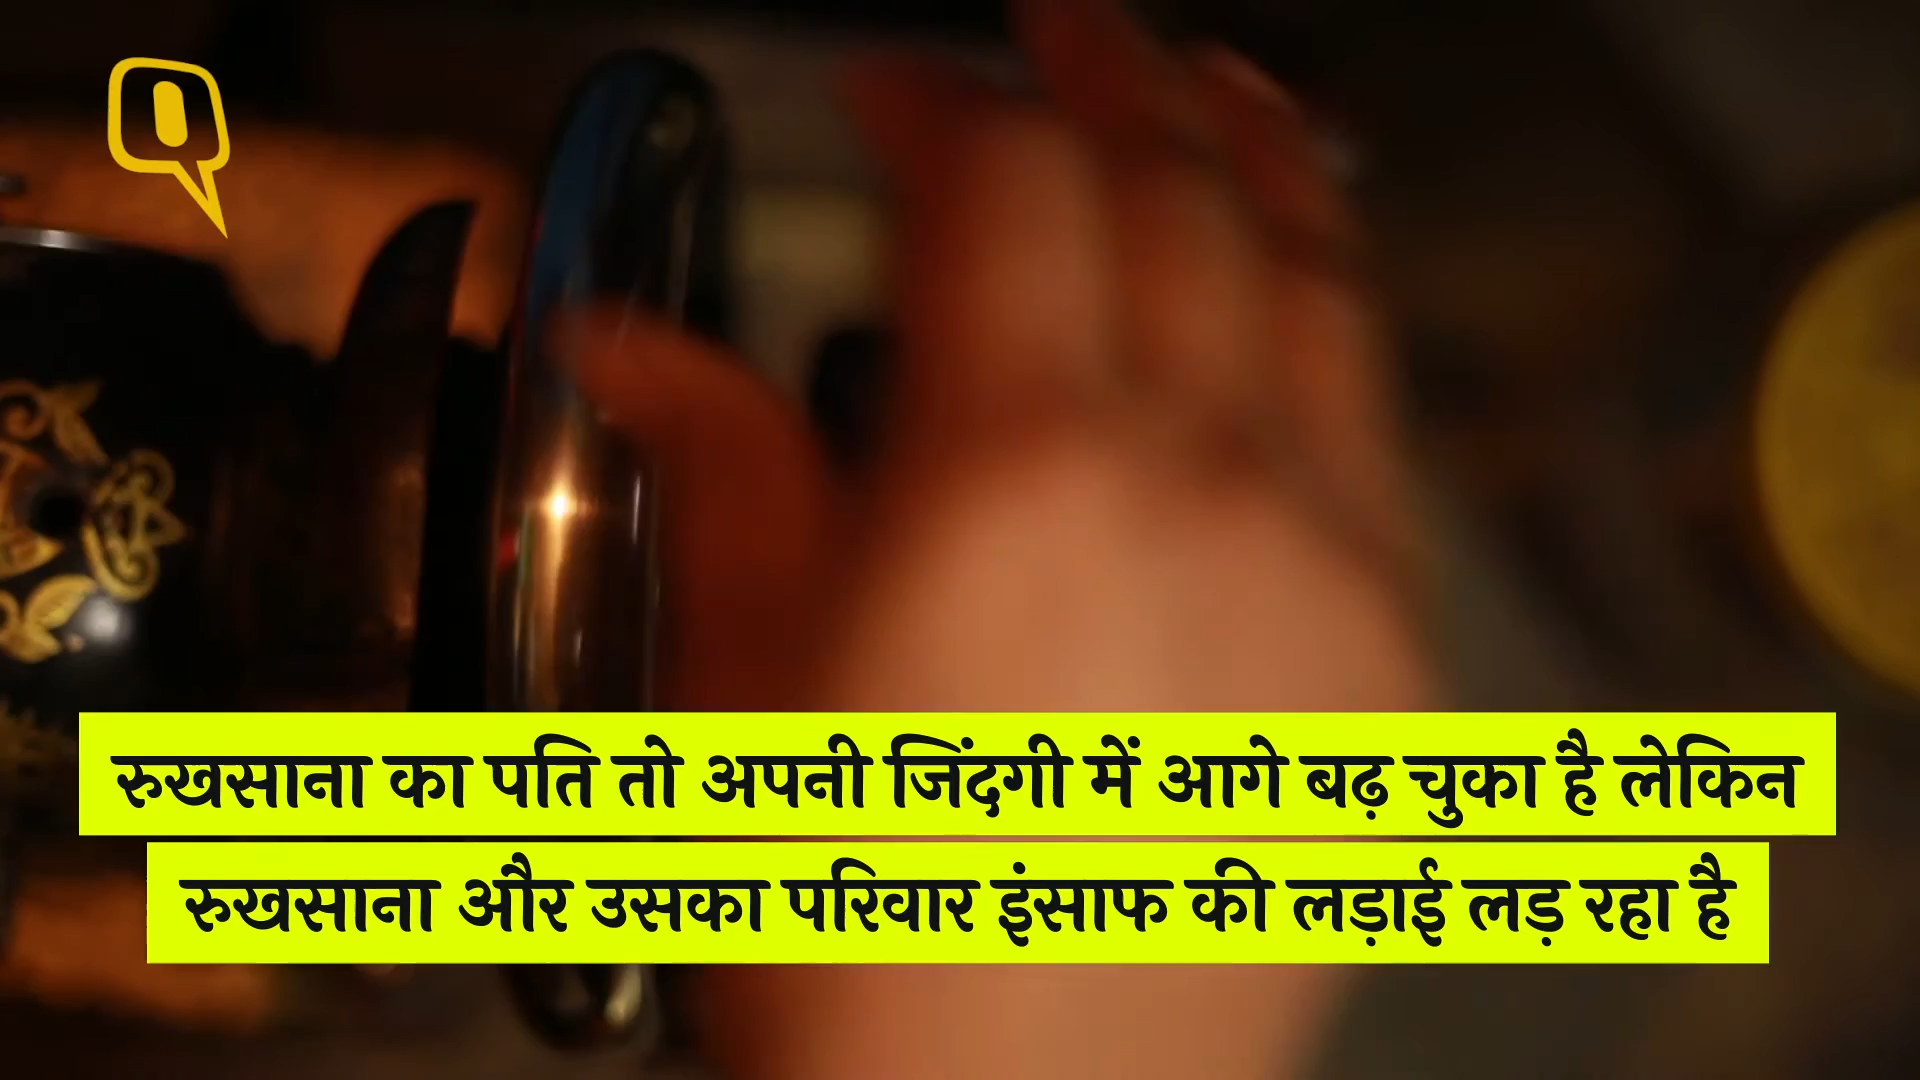 रुखसाना का पति तो अपनी जिंदगी में आगे बढ़ चुका है लेकिन
रुखसाना और उसका परिवार इंसाफ की लड़ाई लड़ रहा है